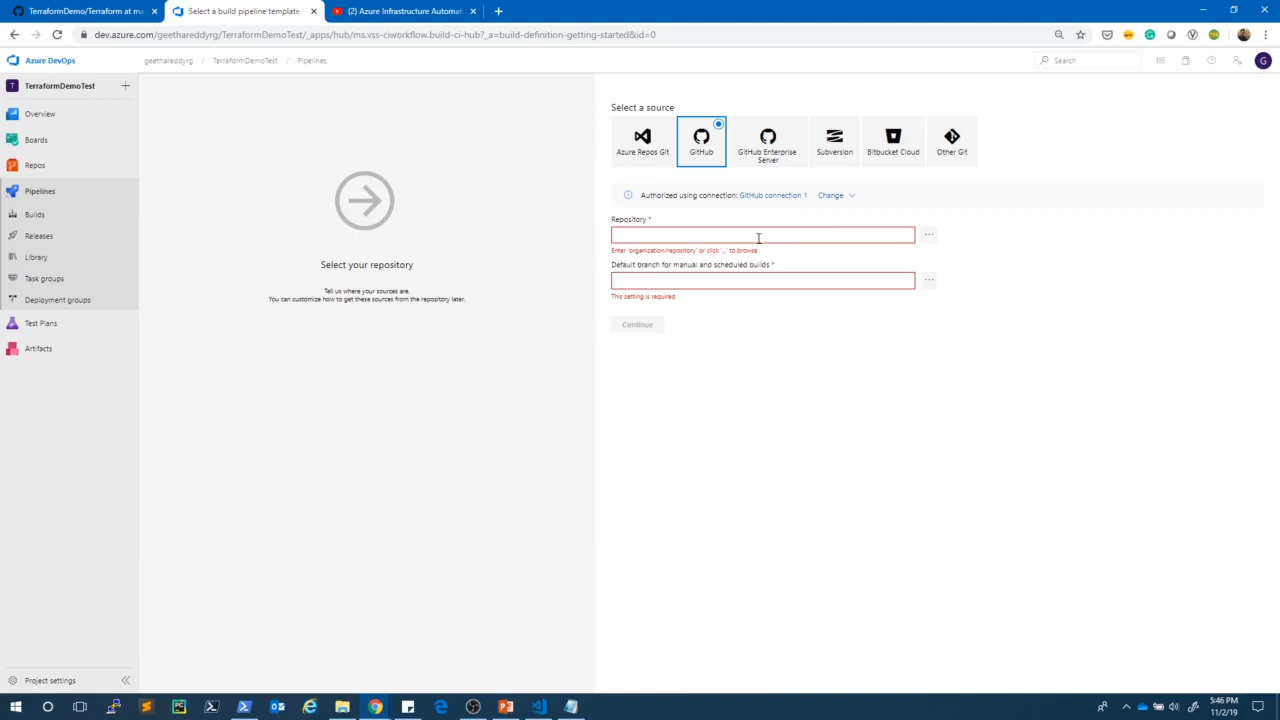 TerraformDemo/Terraform at ma
Select a build pipeline template
(2) Azure Infrastructure Automat
dev.azure.com/geethareddyrg/TerraformDemoTest/_apps/hub/ms.vss-ciworkflow.build-ci-hub?_a=build-definition-getting-started&id=0
Azure DevOps
geethareddyrg / TerraformDemoTest / Pipelines
Search
G
T TerraformDemoTest
Overview
Boards
Repos
Pipelines
Builds
Releases
Library
Task groups
Deployment groups
Test Plans
Artifacts
Project settings
Select your repository
Tell us where your sources are.
You can customize how to get these sources from the repository later.
Select a source
Azure Repos Git
GitHub
GitHub Enterprise
Server
Subversion
Bitbucket Cloud
Other Git
Authorized using connection: GitHub connection 1 Change
Repository *
Enter 'organization/repository' or click '...' to browse
Default branch for manual and scheduled builds *
This setting is required.
Continue
5:46 PM
11/2/19